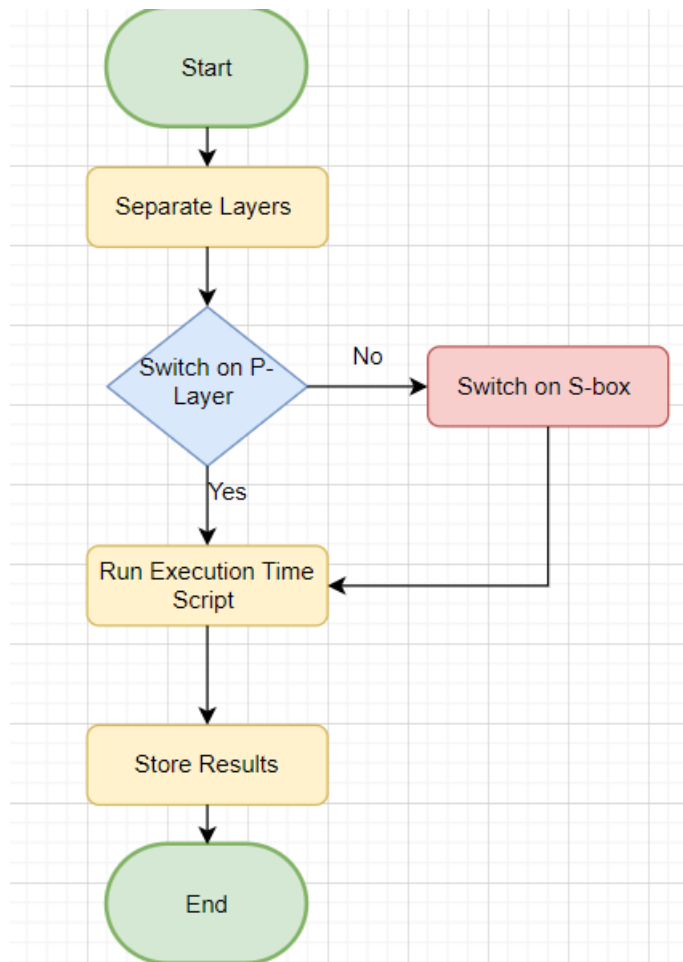 Start
Separate Layers
Switch on P-
Layer
No
Switch on S-box
Yes
Run Execution Time
Script
Store Results
End